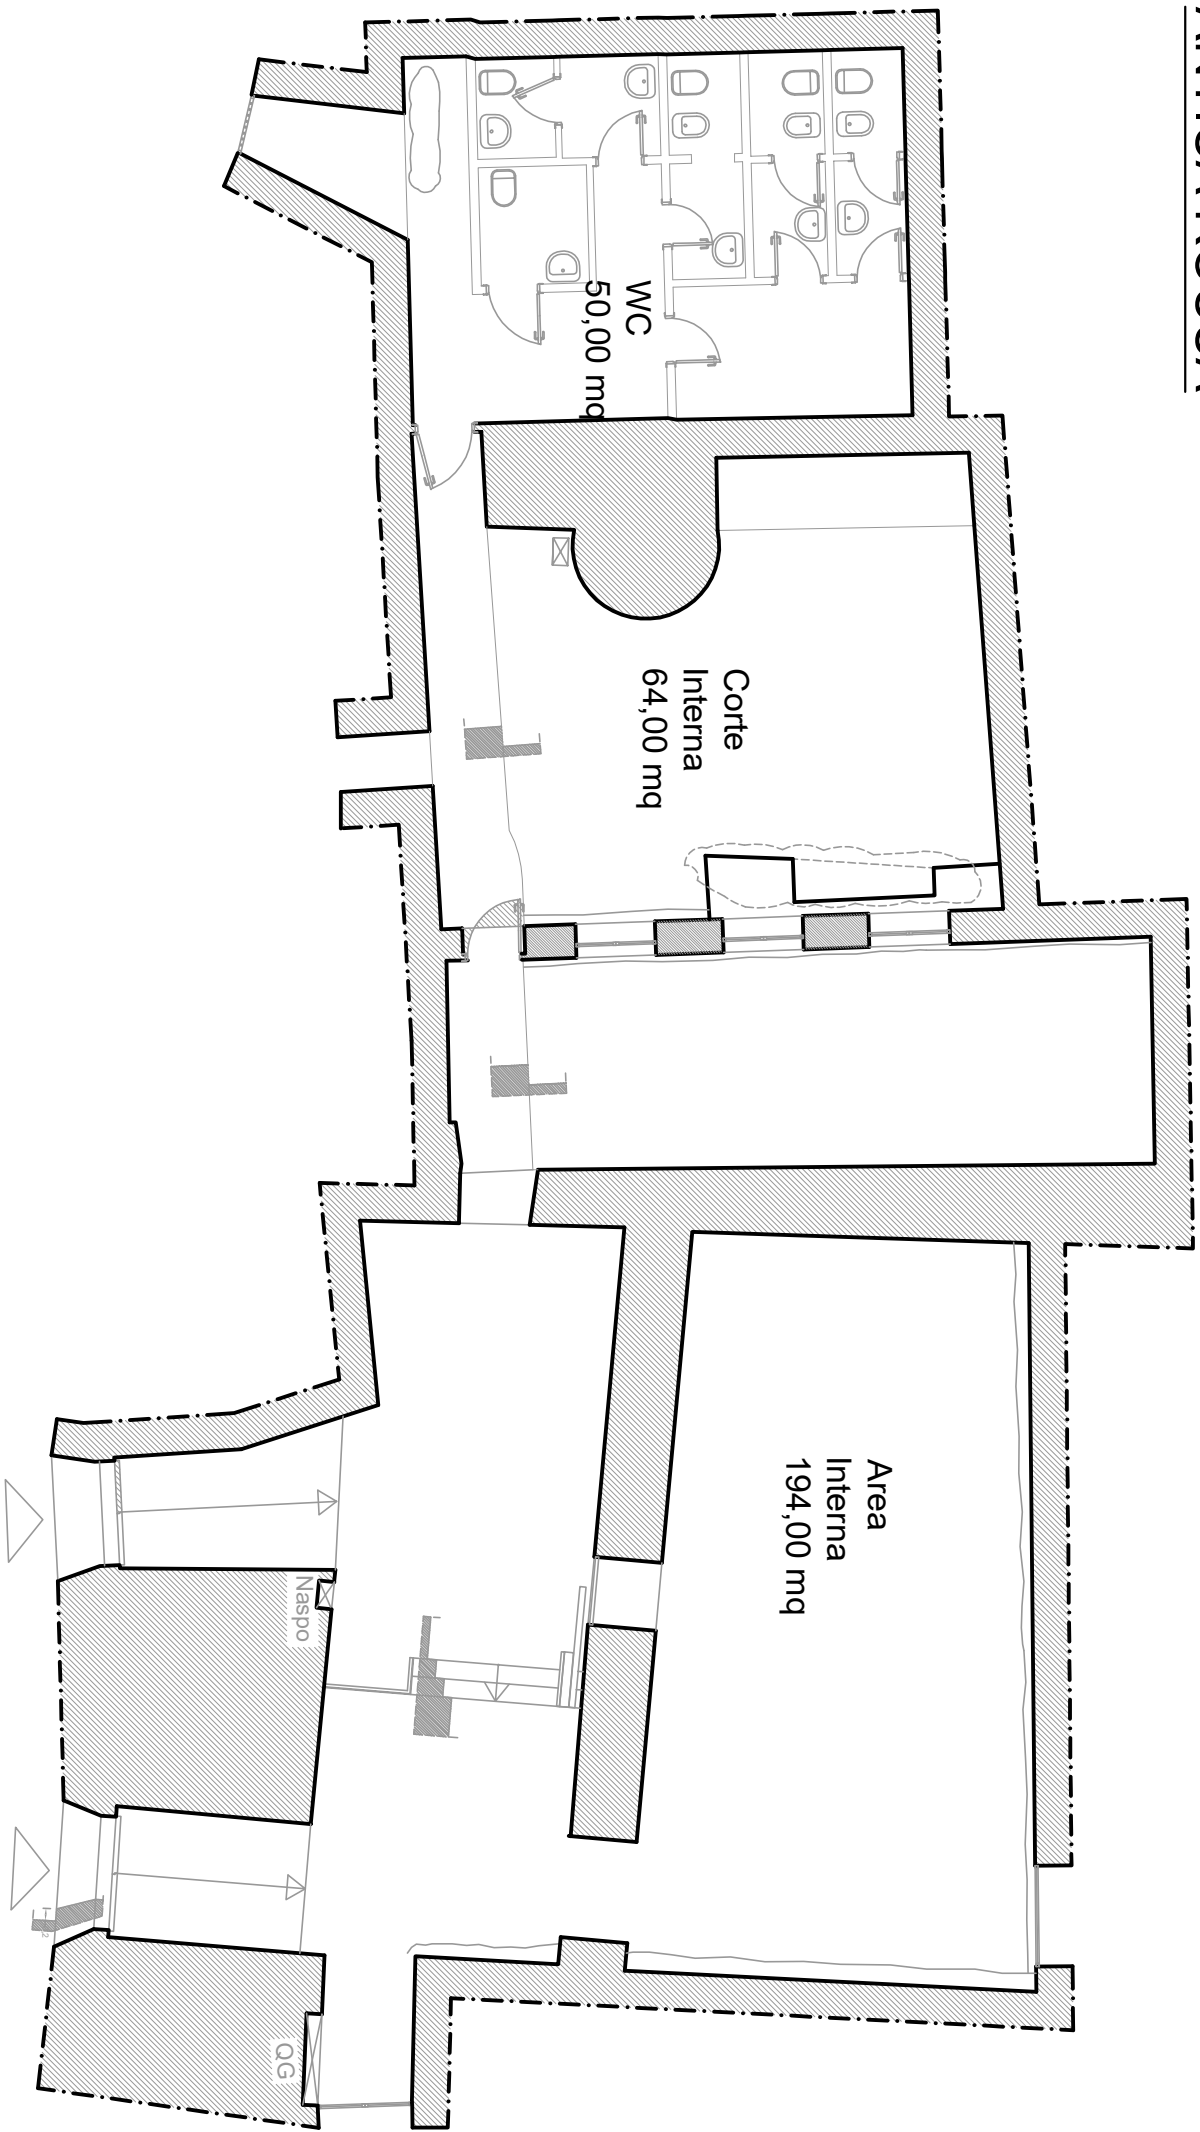 WC
50,00 mq
Corte
Interna
64,00 mq
Area
Interna
194,00 mq
Naspo
QG